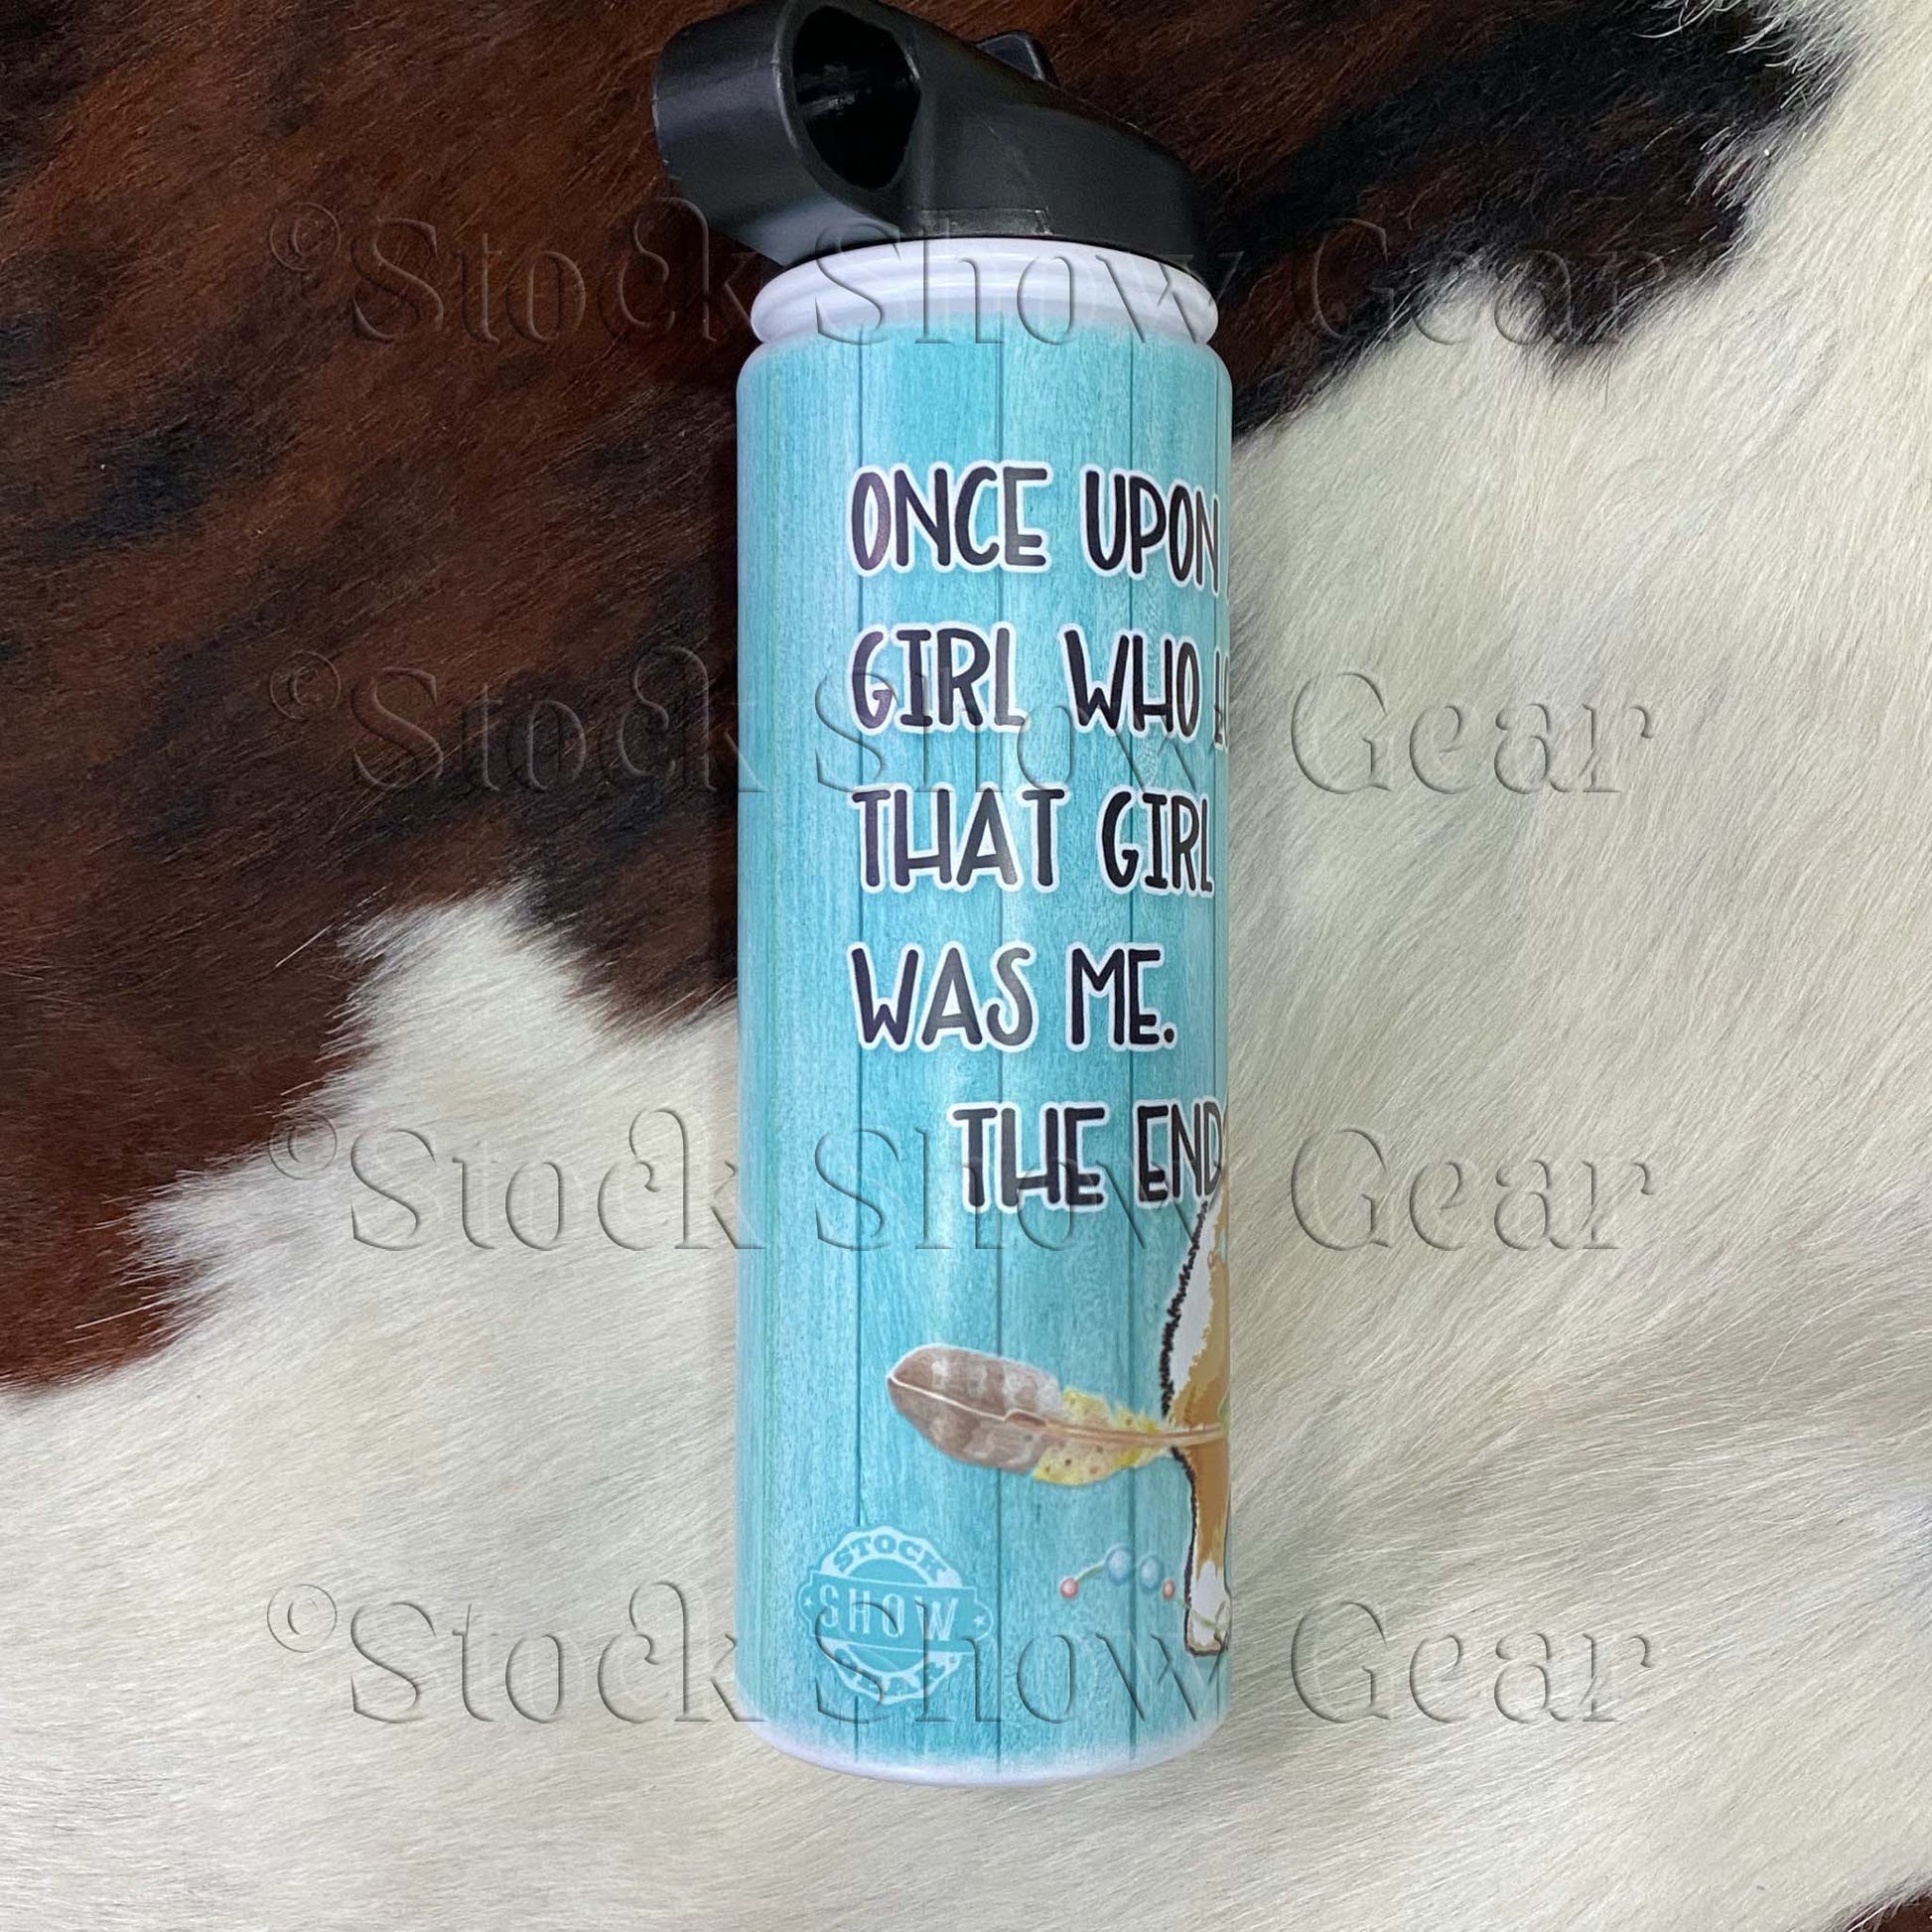 ©Stock Show Gear
ONCE UPON
GIRL WHO
©Stock Show Gear
THAT GIRL
WAS ME.
THE END
©Stock Show Gear
STOCK
SHOW
GEAR
©Stock Show Gear